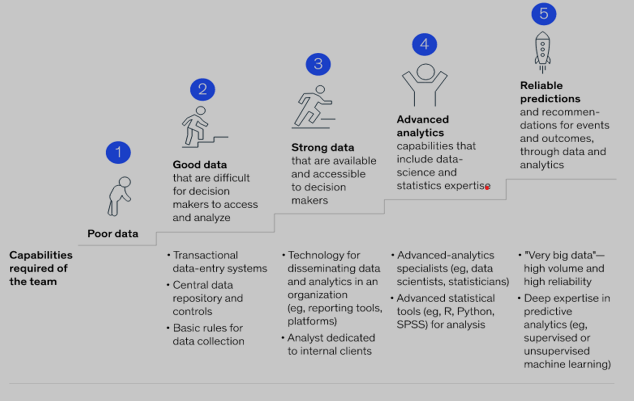 1
Poor data
2
Good data
that are difficult
for decision
makers to access
and analyze
3
Strong data
that are available
and accessible
to decision
makers
4
Advanced
analytics
capabilities that
include data-
science and
statistics expertise
5
Reliable
predictions
and recommen-
dations for events
and outcomes,
through data and
analytics
Capabilities
required of
the team
• Transactional
data-entry systems
• Central data
repository and
controls
• Basic rules for
data collection
• Technology for
disseminating data
and analytics in an
organization
(eg, reporting tools,
platforms)
• Analyst dedicated
to internal clients
• Advanced-analytics
specialists (eg, data
scientists, statisticians)
• Advanced statistical
tools (eg, R, Python,
SPSS) for analysis
• "Very big data"—
high volume and
high reliability
• Deep expertise in
predictive
analytics (eg,
supervised or
unsupervised
machine learning)